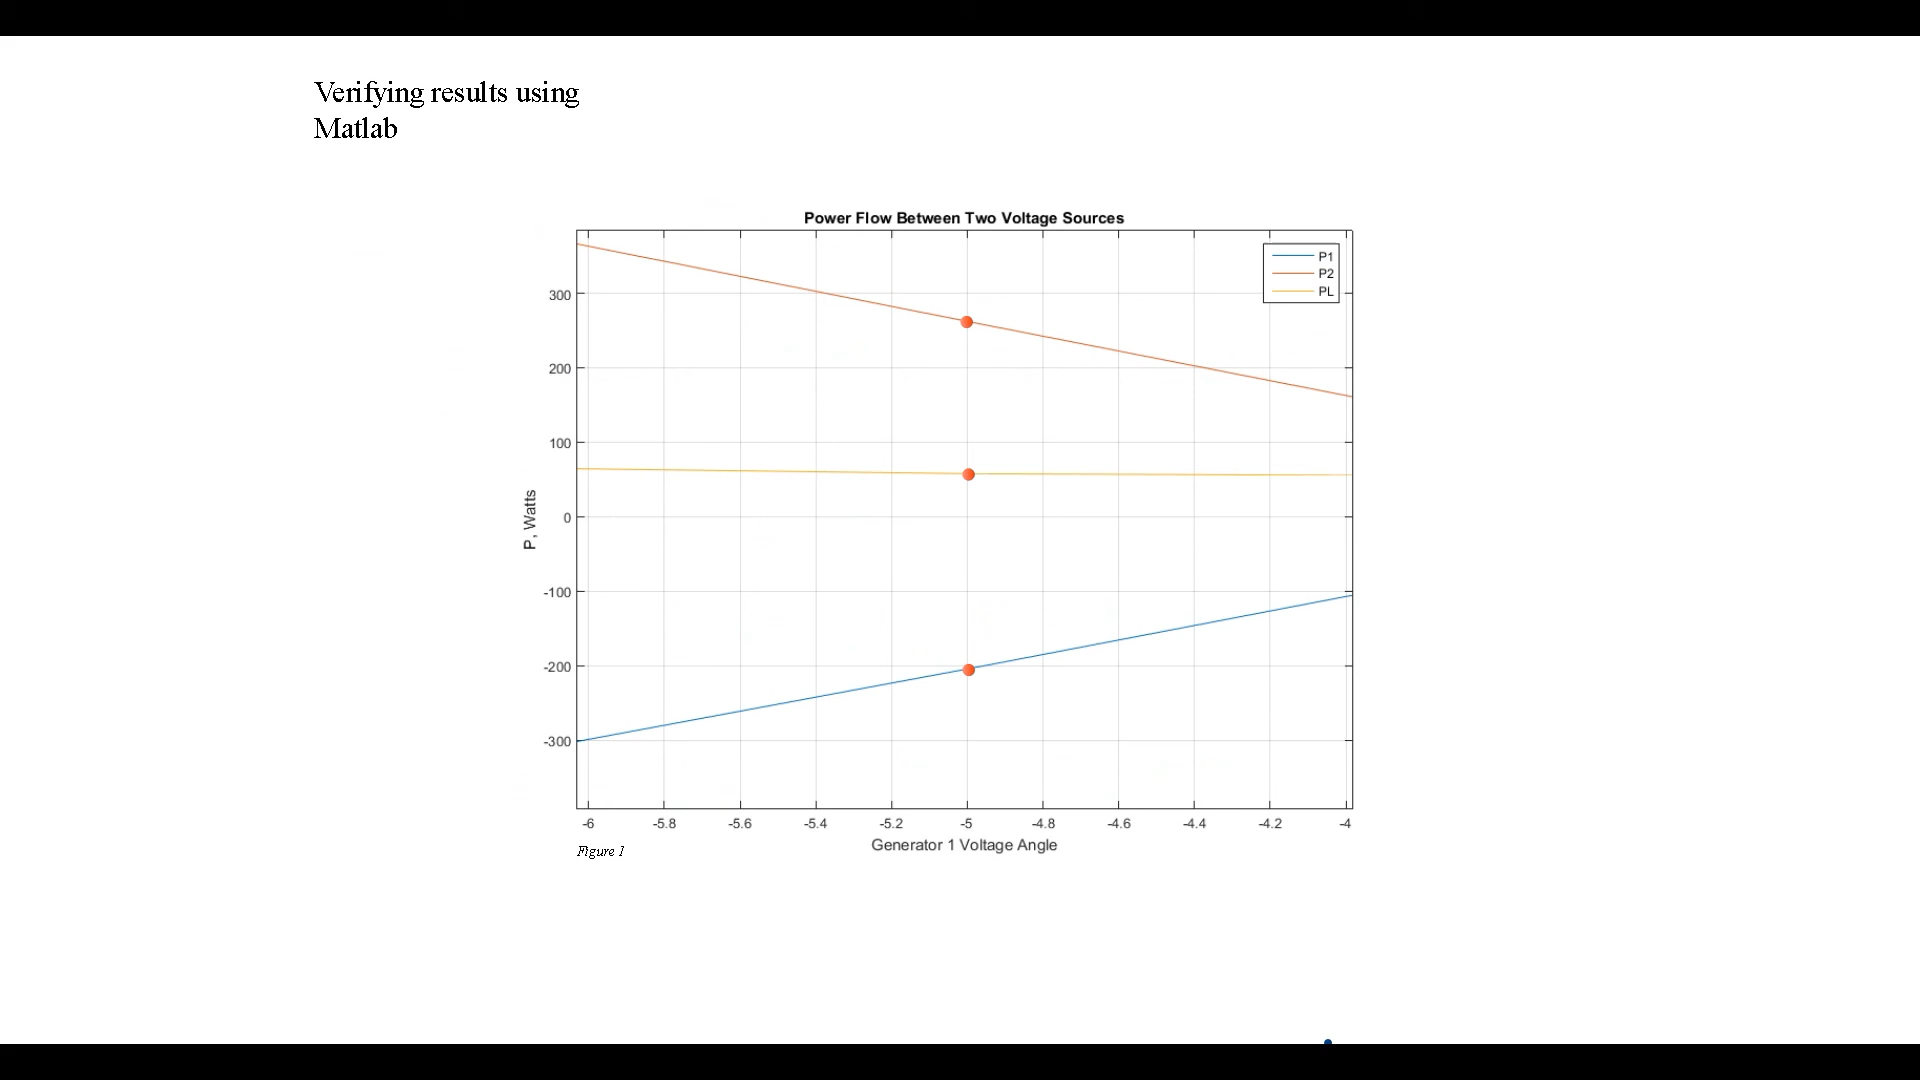 Verifying results using
Matlab
Power Flow Between Two Voltage Sources
P1
P2
PL
300
200
100
0
-100
-200
-300
P, Watts
-6 -5.8 -5.6 -5.4 -5.2 -5 -4.8 -4.6 -4.4 -4.2 -4
Generator 1 Voltage Angle
Figure 1